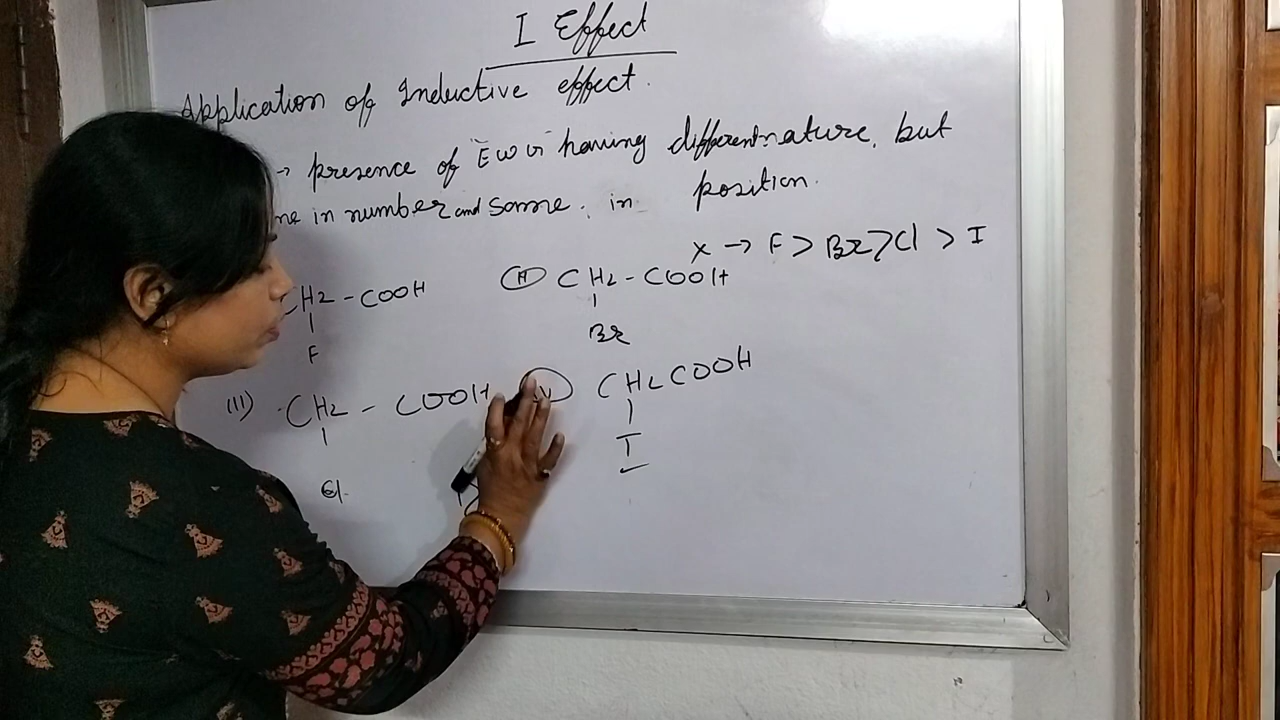 I Effect
Application of Inductive effect.
→ presence of EWG having different nature, but
me in number and same in position.
X → F > Br > Cl > I
CH2 - COOH (II) CH2 - COOH
F Br
(III) CH2 - COOH CH2COOH
Cl I